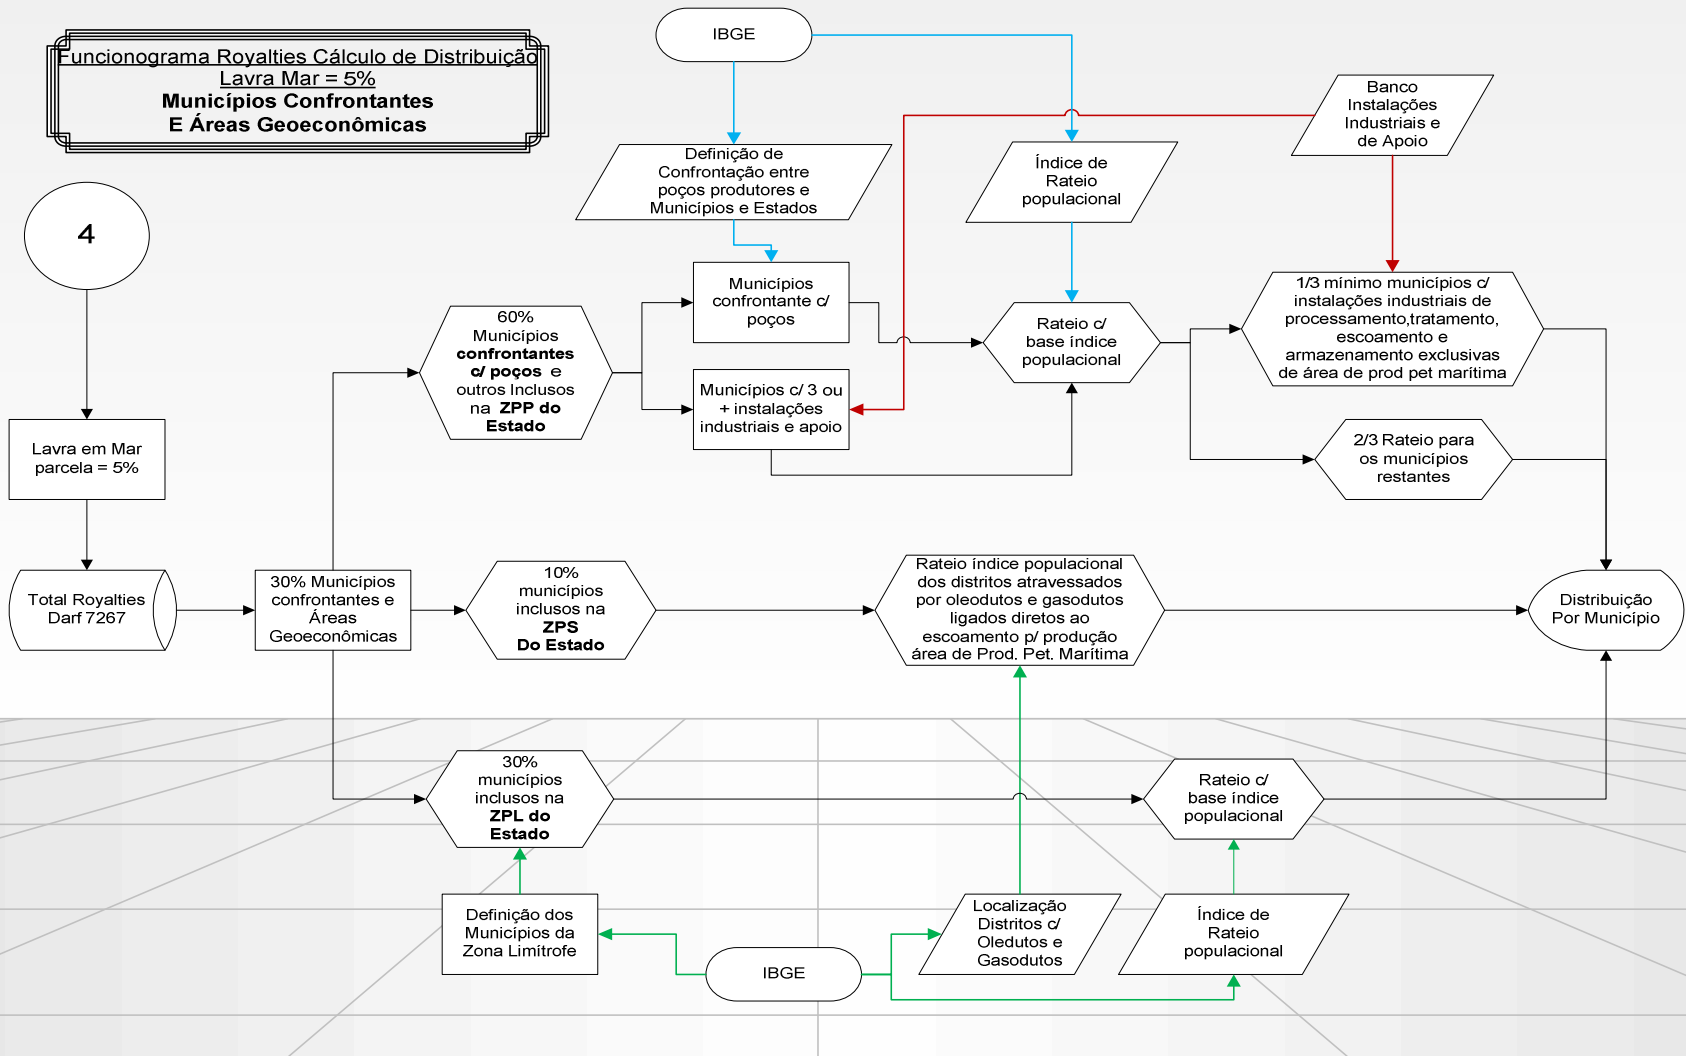 Funcionograma Royalties Cálculo de Distribuição
Lavra Mar = 5%
Municípios Confrontantes
E Áreas Geoeconômicas
IBGE
Banco
Instalações
Industriais e
de Apoio
Definição de
Confrontação entre
poços produtores e
Municípios e Estados
Índice de
Rateio
populacional
4
Municípios
confrontante c/
poços
60%
Municípios
confrontantes
c/ poços e
outros Inclusos
na ZPP do
Estado
Rateio c/
base índice
populacional
1/3 mínimo municípios c/
instalações industriais de
processamento,tratamento,
escoamento e
armazenamento exclusivas
de área de prod pet marítima
Municípios c/ 3 ou
+ instalações
industriais e apoio
Lavra em Mar
parcela = 5%
2/3 Rateio para
os municípios
restantes
Total Royalties
Darf 7267
30% Municípios
confrontantes e
Áreas
Geoeconômicas
10%
municípios
inclusos na
ZPS
Do Estado
Rateio índice populacional
dos distritos atravessados
por oleodutos e gasodutos
ligados diretos ao
escoamento p/ produção
área de Prod. Pet. Marítima
Distribuição
Por Município
30%
municípios
inclusos na
ZPL do
Estado
Rateio c/
base índice
populacional
Definição dos
Municípios da
Zona Limítrofe
IBGE
Localização
Distritos c/
Oledutos e
Gasodutos
Índice de
Rateio
populacional